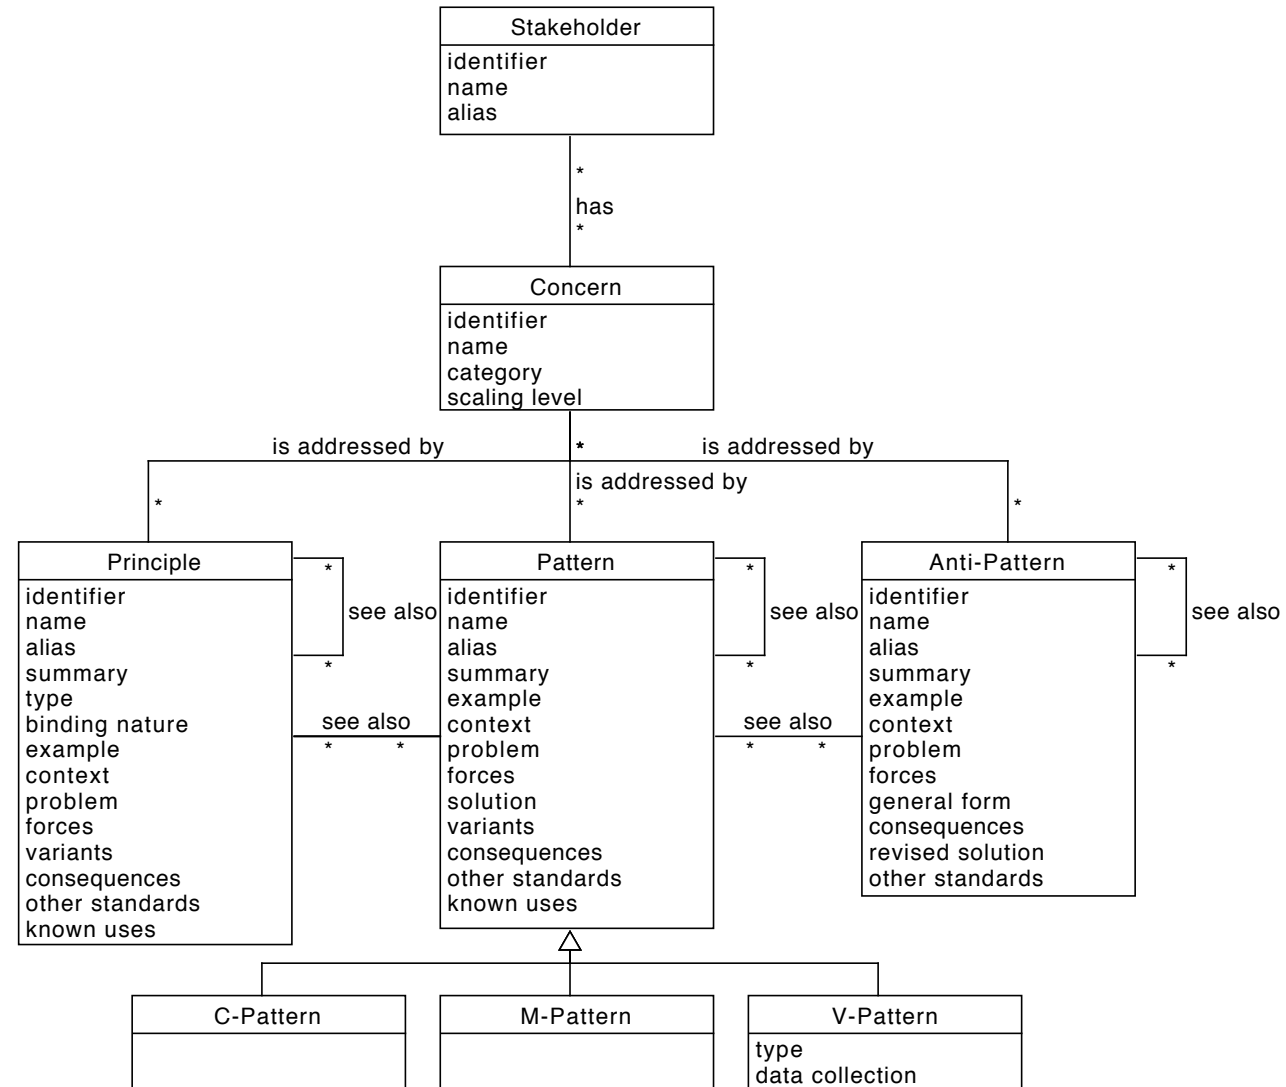 Stakeholder
identifier
name
alias
*
has
*
Concern
identifier
name
category
scaling level
is addressed by
*
is addressed by
is addressed by
*
*
*
Principle
identifier
name
alias
summary
type
binding nature
example
context
problem
forces
variants
consequences
other standards
known uses
*
see also
*
see also
*
*
Pattern
identifier
name
alias
summary
example
context
problem
forces
solution
variants
consequences
other standards
known uses
*
see also
*
see also
*
*
Anti-Pattern
identifier
name
alias
summary
example
context
problem
forces
general form
consequences
revised solution
other standards
*
see also
*
C-Pattern
M-Pattern
V-Pattern
type
data collection